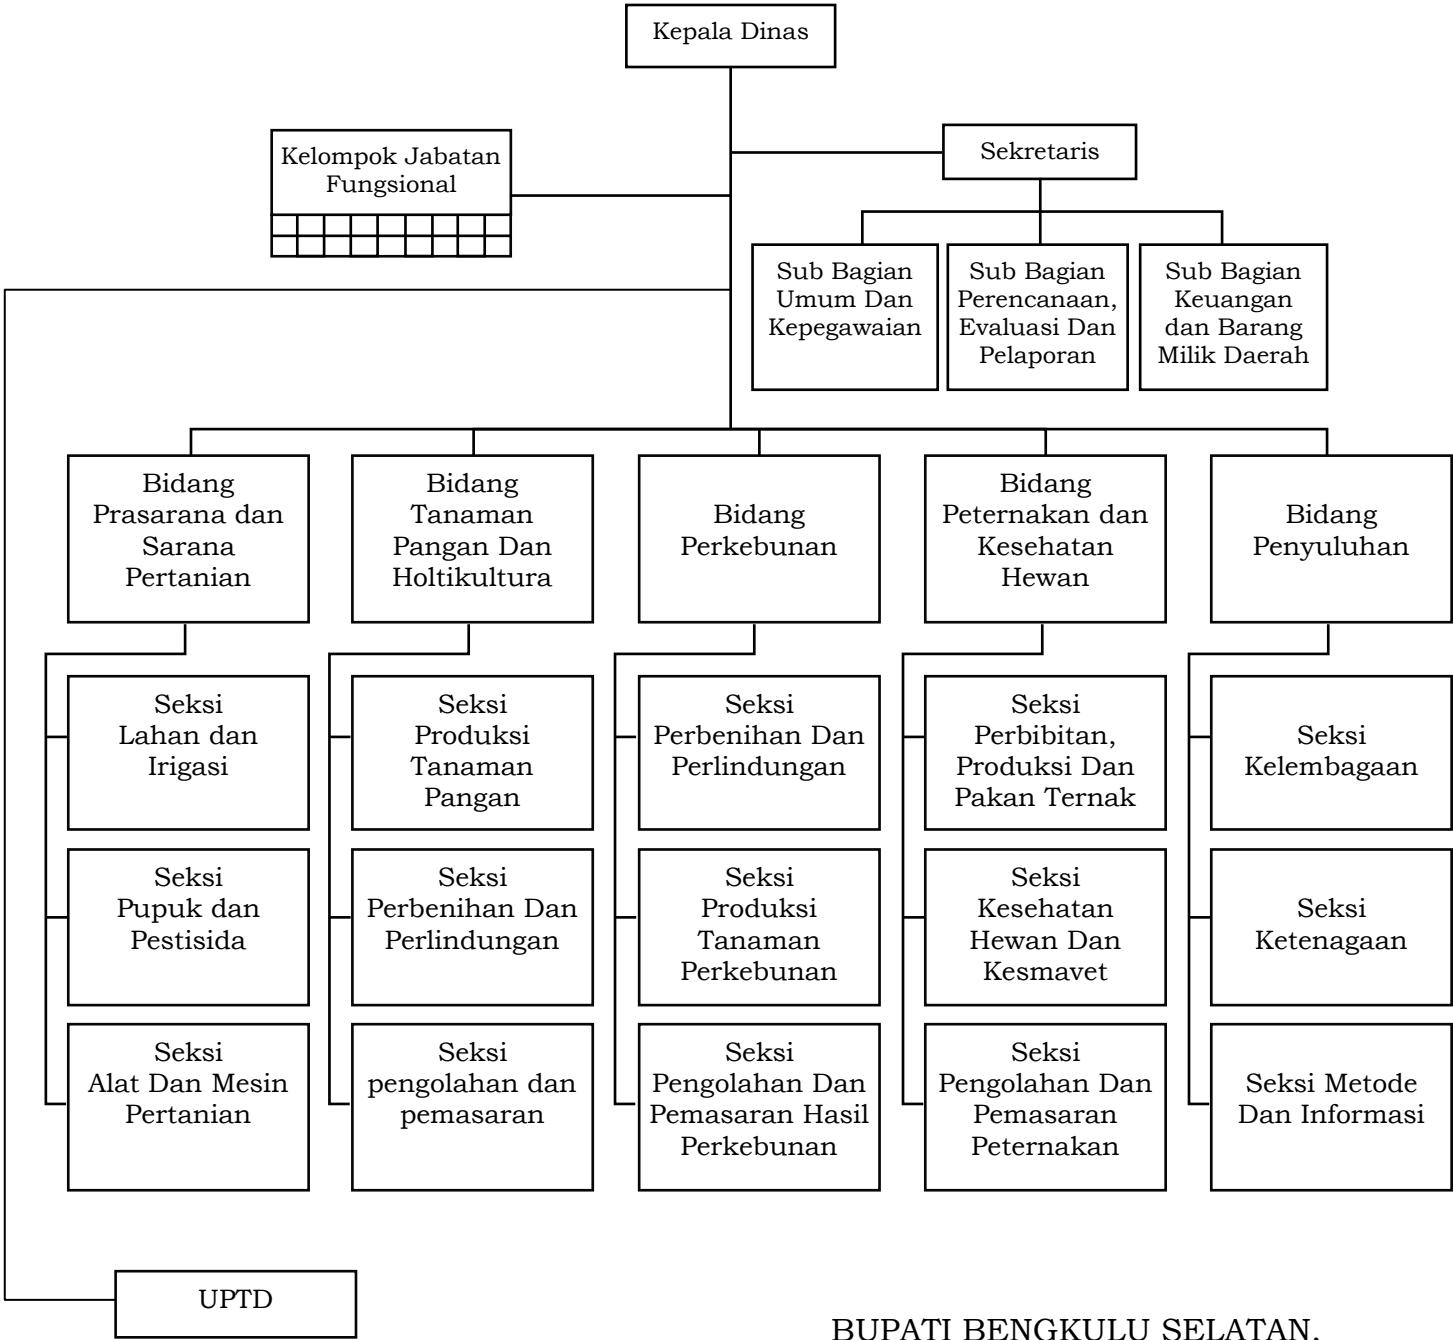 Kepala Dinas
Kelompok Jabatan
Fungsional
Sekretaris
Sub Bagian
Umum Dan
Kepegawaian
Sub Bagian
Perencanaan,
Evaluasi Dan
Pelaporan
Sub Bagian
Keuangan
dan Barang
Milik Daerah
Bidang
Prasarana dan
Sarana
Pertanian
Bidang
Tanaman
Pangan Dan
Holtikultura
Bidang
Perkebunan
Bidang
Peternakan dan
Kesehatan
Hewan
Bidang
Penyuluhan
Seksi
Lahan dan
Irigasi
Seksi
Produksi
Tanaman
Pangan
Seksi
Perbenihan Dan
Perlindungan
Seksi
Perbibitan,
Produksi Dan
Pakan Ternak
Seksi
Kelembagaan
Seksi
Pupuk dan
Pestisida
Seksi
Perbenihan Dan
Perlindungan
Seksi
Produksi
Tanaman
Perkebunan
Seksi
Kesehatan
Hewan Dan
Kesmavet
Seksi
Ketenagaan
Seksi
Alat Dan Mesin
Pertanian
Seksi
pengolahan dan
pemasaran
Seksi
Pengolahan Dan
Pemasaran Hasil
Perkebunan
Seksi
Pengolahan Dan
Pemasaran
Peternakan
Seksi Metode
Dan Informasi
UPTD
BUPATI BENGKULU SELATAN,